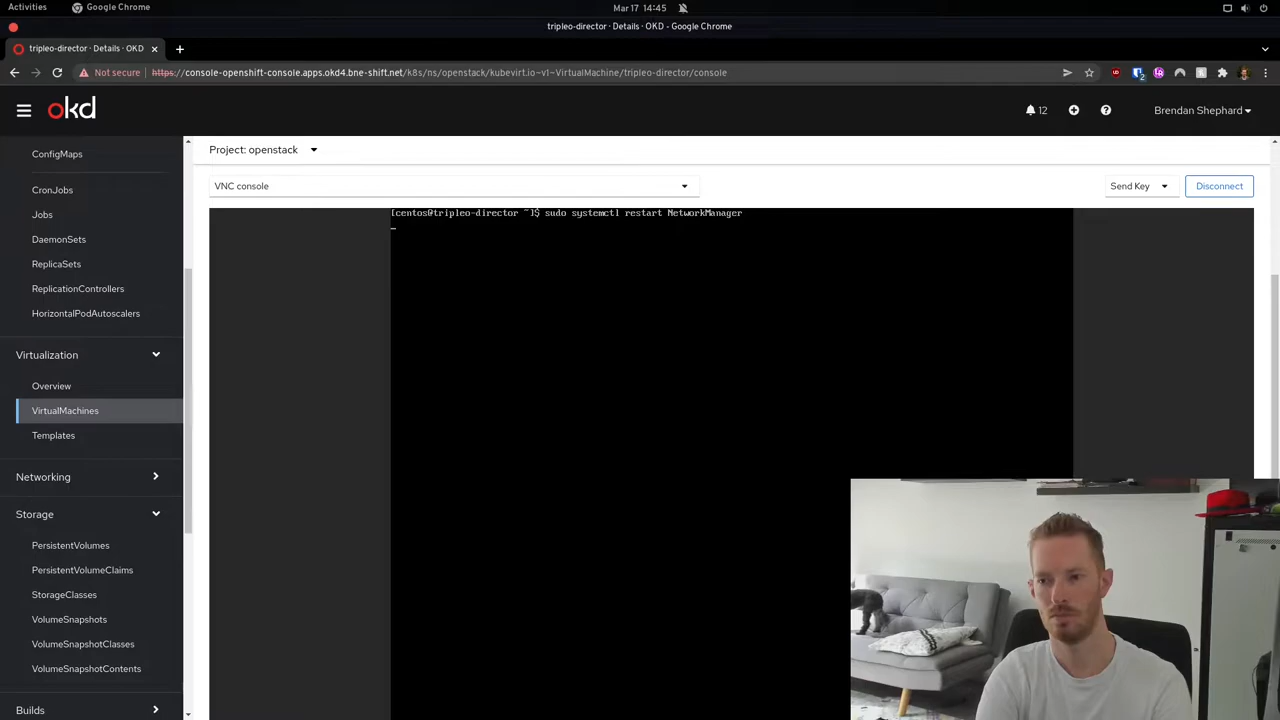 Activities
Google Chrome
Mar 17 14:45
tripleo-director · Details · OKD - Google Chrome
tripleo-director · Details · OKD
Not secure
https://console-openshift-console.apps.okd4.bne-shift.net/k8s/ns/openstack/kubevirt.io~v1~VirtualMachine/tripleo-director/console
okd
12
Brendan Shephard
ConfigMaps
CronJobs
Jobs
DaemonSets
ReplicaSets
ReplicationControllers
HorizontalPodAutoscalers
Virtualization
Overview
VirtualMachines
Templates
Networking
Storage
PersistentVolumes
PersistentVolumeClaims
StorageClasses
VolumeSnapshots
VolumeSnapshotClasses
VolumeSnapshotContents
Builds
Project: openstack
VNC console
Send Key
Disconnect
[centos@tripleo-director ~]$ sudo systemctl restart NetworkManager